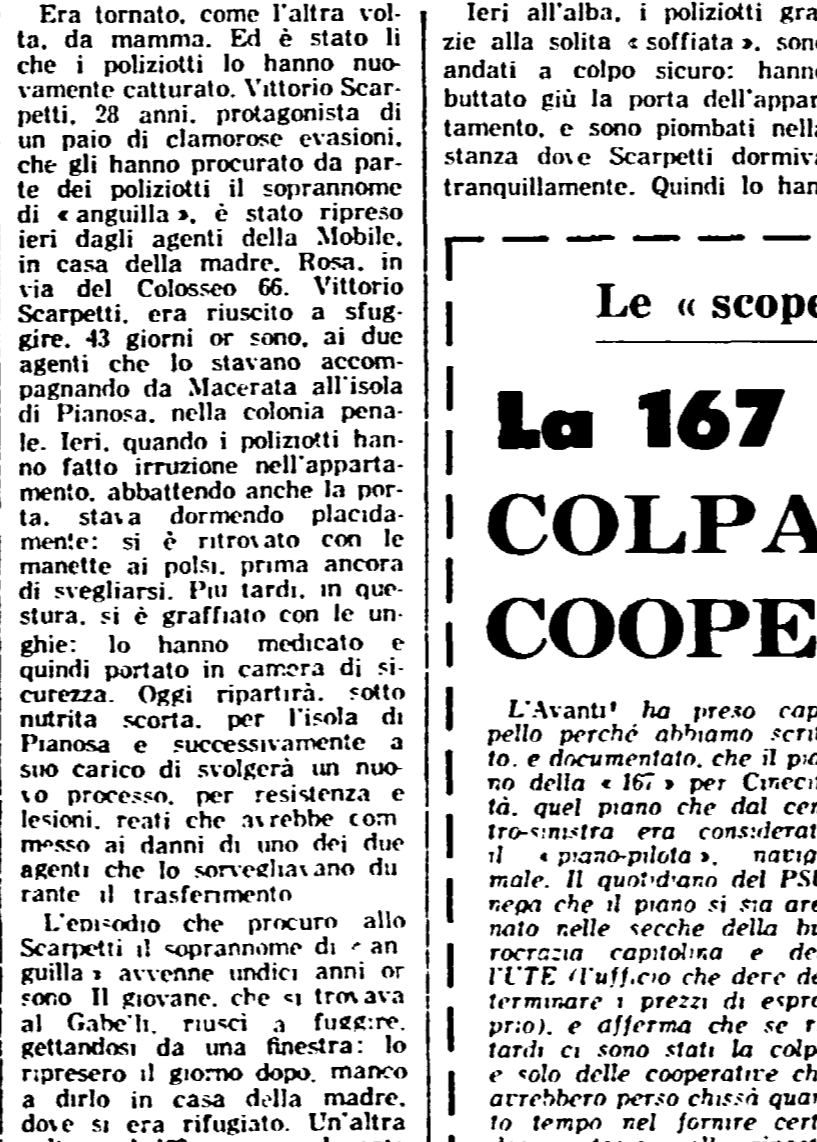 Era tornato, come l'altra vol-
ta, da mamma. Ed è stato lì
che i poliziotti lo hanno nuo-
vamente catturato. Vittorio Scar-
petti, 28 anni, protagonista di
un paio di clamorose evasioni,
che gli hanno procurato da par-
te dei poliziotti il soprannome
di « anguilla », è stato ripreso
ieri dagli agenti della Mobile,
in casa della madre, Rosa, in
via del Colosseo 66. Vittorio
Scarpetti, era riuscito a sfug-
gire, 43 giorni or sono, ai due
agenti che lo stavano accom-
pagnando da Macerata all'isola
di Pianosa, nella colonia pena-
le. Ieri, quando i poliziotti han-
no fatto irruzione nell'apparta-
mento, abbattendo anche la por-
ta, stava dormendo placida-
mente: si è ritrovato con le
manette ai polsi, prima ancora
di svegliarsi. Più tardi, in que-
stura, si è graffiato con le un-
ghie: lo hanno medicato e
quindi portato in camera di si-
curezza. Oggi ripartirà, sotto
nutrita scorta, per l'isola di
Pianosa e successivamente a
suo carico di svolgerà un nuo-
vo processo, per resistenza e
lesioni, reati che avrebbe com
messo ai danni di uno dei due
agenti che lo sorvegliavano du
rante il trasferimento
L'episodio che procurò allo
Scarpetti il soprannome di « an
guilla » avvenne undici anni or
sono Il giovane, che si trovava
al Gabelli, riuscì a fuggire,
gettandosi da una finestra: lo
ripresero il giorno dopo, manco
a dirlo in casa della madre,
dove si era rifugiato. Un'altra
Ieri all'alba, i poliziotti gra
zie alla solita « soffiata », sono
andati a colpo sicuro: hanno
buttato giù la porta dell'appar
tamento, e sono piombati nella
stanza dove Scarpetti dormiva
tranquillamente. Quindi lo han
Le « scope
La 167
COLPA
COOPE
L'Avanti! ha preso cap
pello perché abbiamo scrit
to, e documentato, che il pia
no della « 167 » per Cinecit
tà, quel piano che dal cen
tro-sinistra era considerat
il « piano-pilota », naviga
male. Il quotidiano del PSU
nega che il piano si sia are
nato nelle secche della bu
rocrazia capitolina e de
l'UTE (l'ufficio che deve de
terminare i prezzi di espro
prio), e afferma che se ri
tardi ci sono stati la colp
e solo delle cooperative ch
avrebbero perso chissà quan
to tempo nel fornire cert